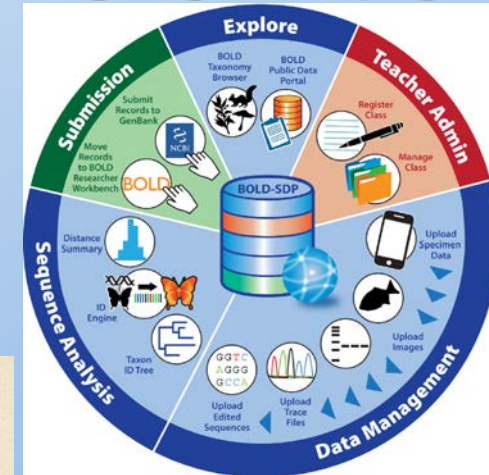 Explore
BOLD
Taxonomy
Browser
BOLD
Public Data
Portal
Teacher Admin
Register
Class
Manage
Class
Submission
Submit
Records to
GenBank
NCBI
Move
Records
to BOLD
Researcher
Workbench
BOLD
BOLD-SDP
Sequence Analysis
Distance
Summary
ID
Engine
Taxon
ID Tree
Data Management
Upload
Specimen
Data
Upload
Images
Upload
Trace
Files
Upload
Edited
Sequences
GGTC
AGGG
GCCA